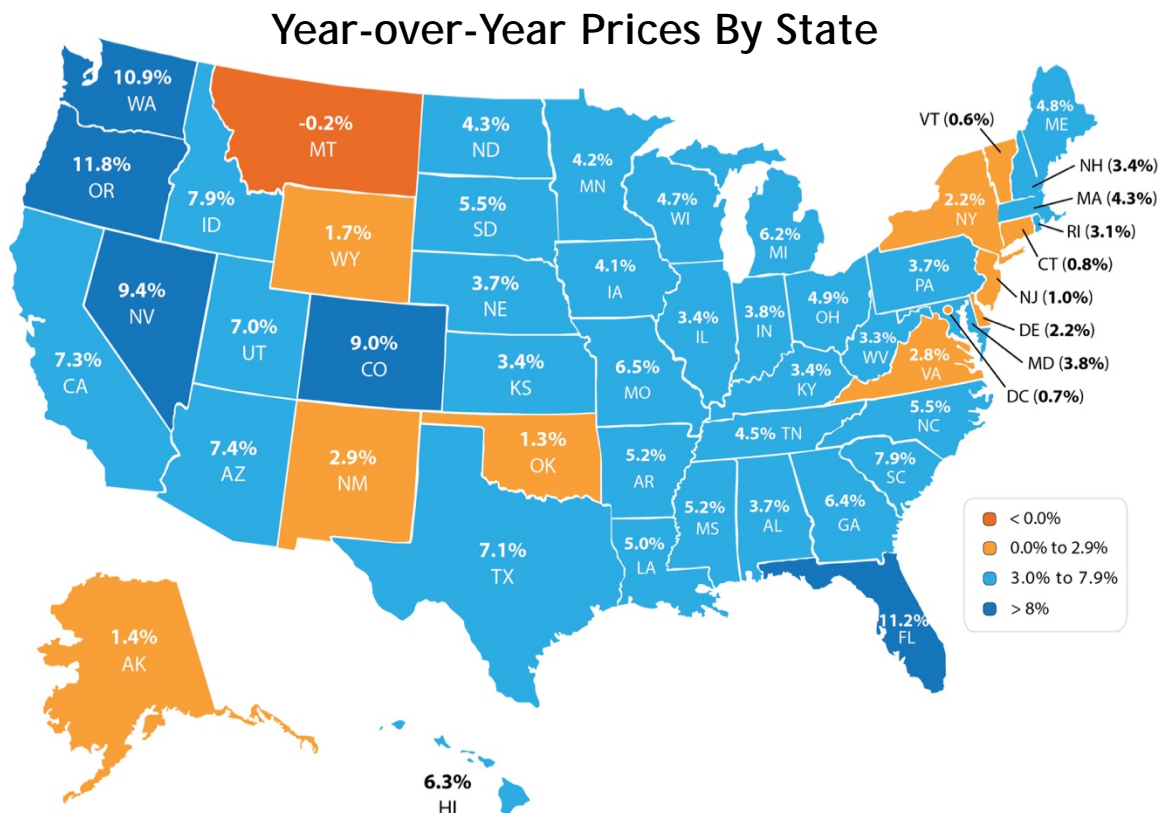 Year-over-Year Prices By State
10.9%
WA
11.8%
OR
7.9%
ID
-0.2%
MT
4.3%
ND
5.5%
SD
1.7%
WY
3.7%
NE
9.4%
NV
7.0%
UT
9.0%
CO
3.4%
KS
7.3%
CA
7.4%
AZ
2.9%
NM
1.3%
OK
7.1%
TX
4.2%
MN
4.1%
IA
6.5%
MO
5.2%
AR
5.0%
LA
4.7%
WI
3.4%
IL
6.2%
MI
3.8%
IN
4.9%
OH
3.4%
KY
4.5% TN
5.2%
MS
3.7%
AL
6.4%
GA
11.2%
FL
7.9%
SC
5.5%
NC
2.8%
VA
3.3%
WV
3.7%
PA
2.2%
NY
4.8%
ME
VT (0.6%)
NH (3.4%)
MA (4.3%)
RI (3.1%)
CT (0.8%)
NJ (1.0%)
DE (2.2%)
MD (3.8%)
DC (0.7%)
< 0.0%
0.0% to 2.9%
3.0% to 7.9%
> 8%
1.4%
AK
6.3%
HI